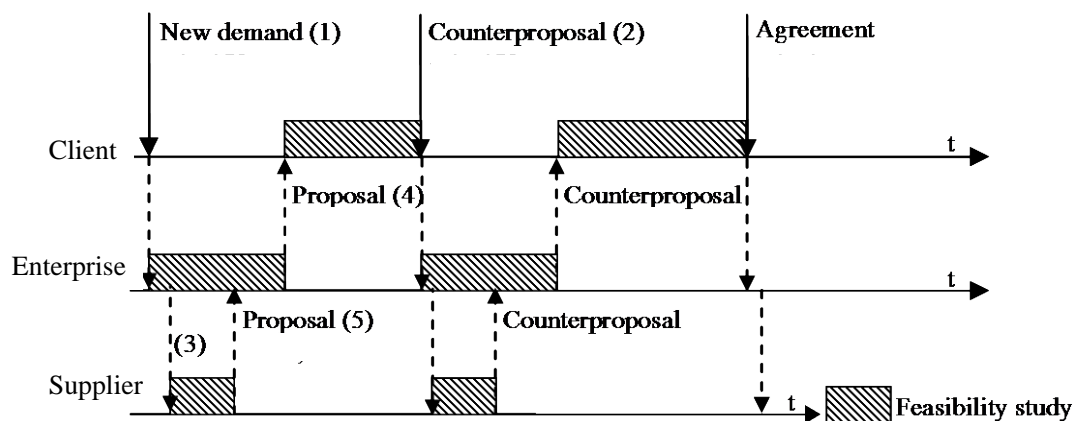 New demand (1) Counterproposal (2) Agreement
Client t
Proposal (4) Counterproposal
Enterprise t
Proposal (5) Counterproposal
(3)
Supplier t
Feasibility study